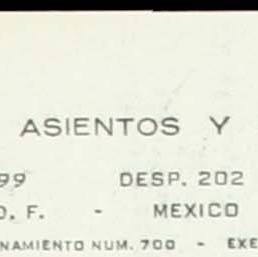 ASIENTOS Y
99 DESP. 202
D. F. - MEXICO
NAMIENTO NUM. 700 - EXE